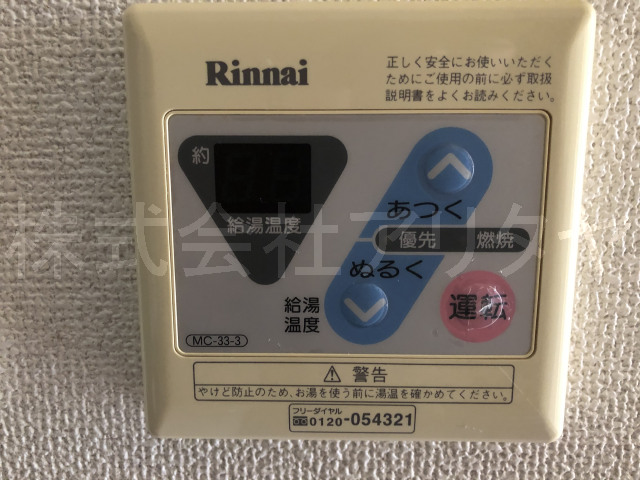 Rinnai
正しく安全にお使いいただく
ためにご使用の前に必ず取扱
説明書をよくお読みください。
約
給湯温度
あつく
優先 燃焼
ぬるく
給湯
温度
運転
MC-33-3
⚠ 警告
やけど防止のため、お湯を使う前に湯温を確かめてください。
フリーダイヤル
0120-054321
株式会社アリタ